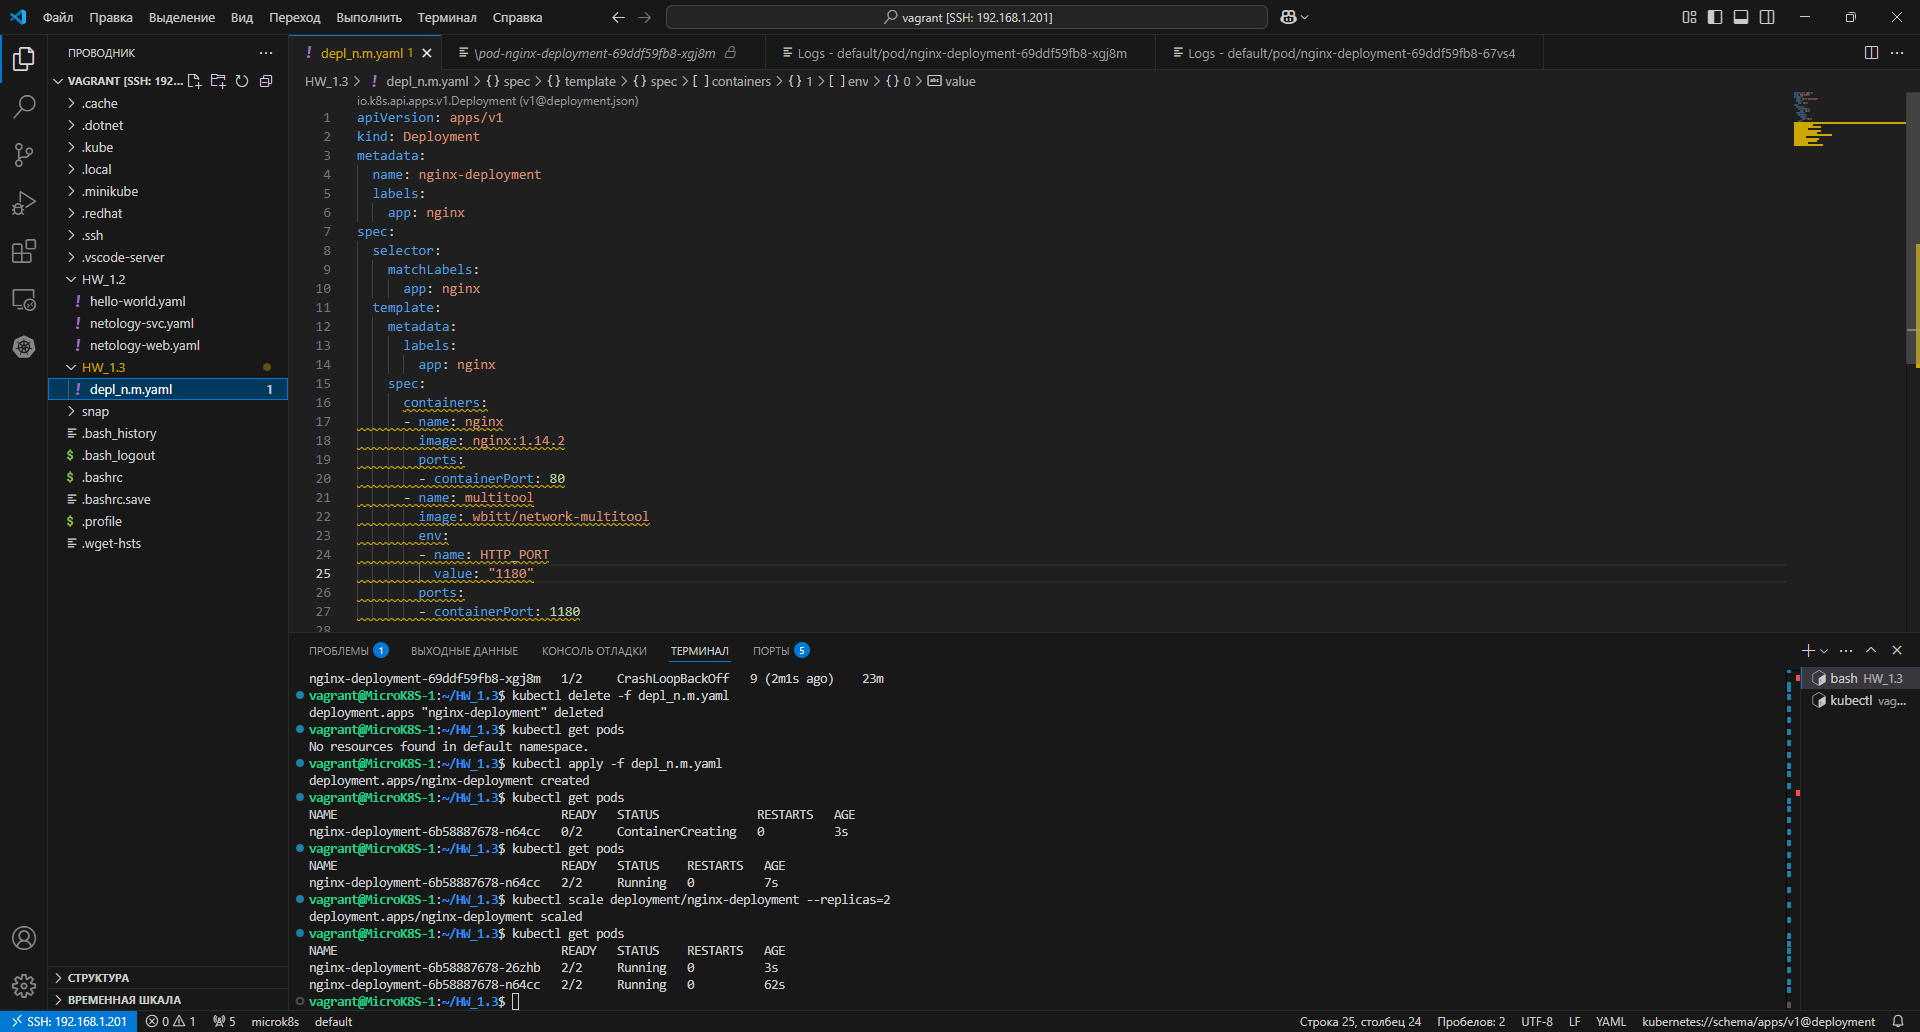 Файл Правка Выделение Вид Переход Выполнить Терминал Справка
vagrant [SSH: 192.168.1.201]
ПРОВОДНИК
VAGRANT [SSH: 192....
.cache
.dotnet
.kube
.local
.minikube
.redhat
.ssh
.vscode-server
HW_1.2
hello-world.yaml
netology-svc.yaml
netology-web.yaml
HW_1.3
depl_n.m.yaml 1
snap
.bash_history
.bash_logout
.bashrc
.bashrc.save
.profile
.wget-hsts
СТРУКТУРА
ВРЕМЕННАЯ ШКАЛА
depl_n.m.yaml 1
\pod-nginx-deployment-69ddf59fb8-xgj8m
Logs - default/pod/nginx-deployment-69ddf59fb8-xgj8m
Logs - default/pod/nginx-deployment-69ddf59fb8-67vs4
HW_1.3 > ! depl_n.m.yaml > {} spec > {} template > {} spec > [ ] containers > {} 1 > [ ] env > {} 0 > value
io.k8s.api.apps.v1.Deployment (v1@deployment.json)
1 apiVersion: apps/v1
2 kind: Deployment
3 metadata:
4 name: nginx-deployment
5 labels:
6 app: nginx
7 spec:
8 selector:
9 matchLabels:
10 app: nginx
11 template:
12 metadata:
13 labels:
14 app: nginx
15 spec:
16 containers:
17 - name: nginx
18 image: nginx:1.14.2
19 ports:
20 - containerPort: 80
21 - name: multitool
22 image: wbitt/network-multitool
23 env:
24 - name: HTTP_PORT
25 value: "1180"
26 ports:
27 - containerPort: 1180
28
ПРОБЛЕМЫ 1 ВЫХОДНЫЕ ДАННЫЕ КОНСОЛЬ ОТЛАДКИ ТЕРМИНАЛ ПОРТЫ 5
nginx-deployment-69ddf59fb8-xgj8m 1/2 CrashLoopBackOff 9 (2m1s ago) 23m
vagrant@MicroK8S-1:~/HW_1.3$ kubectl delete -f depl_n.m.yaml
deployment.apps "nginx-deployment" deleted
vagrant@MicroK8S-1:~/HW_1.3$ kubectl get pods
No resources found in default namespace.
vagrant@MicroK8S-1:~/HW_1.3$ kubectl apply -f depl_n.m.yaml
deployment.apps/nginx-deployment created
vagrant@MicroK8S-1:~/HW_1.3$ kubectl get pods
NAME READY STATUS RESTARTS AGE
nginx-deployment-6b58887678-n64cc 0/2 ContainerCreating 0 3s
vagrant@MicroK8S-1:~/HW_1.3$ kubectl get pods
NAME READY STATUS RESTARTS AGE
nginx-deployment-6b58887678-n64cc 2/2 Running 0 7s
vagrant@MicroK8S-1:~/HW_1.3$ kubectl scale deployment/nginx-deployment --replicas=2
deployment.apps/nginx-deployment scaled
vagrant@MicroK8S-1:~/HW_1.3$ kubectl get pods
NAME READY STATUS RESTARTS AGE
nginx-deployment-6b58887678-26zhb 2/2 Running 0 3s
nginx-deployment-6b58887678-n64cc 2/2 Running 0 62s
vagrant@MicroK8S-1:~/HW_1.3$
bash HW_1.3
kubectl vag...
SSH: 192.168.1.201 0 1 5 microk8s default
Строка 25, столбец 24 Пробелов: 2 UTF-8 LF YAML kubernetes://schema/apps/v1@deployment